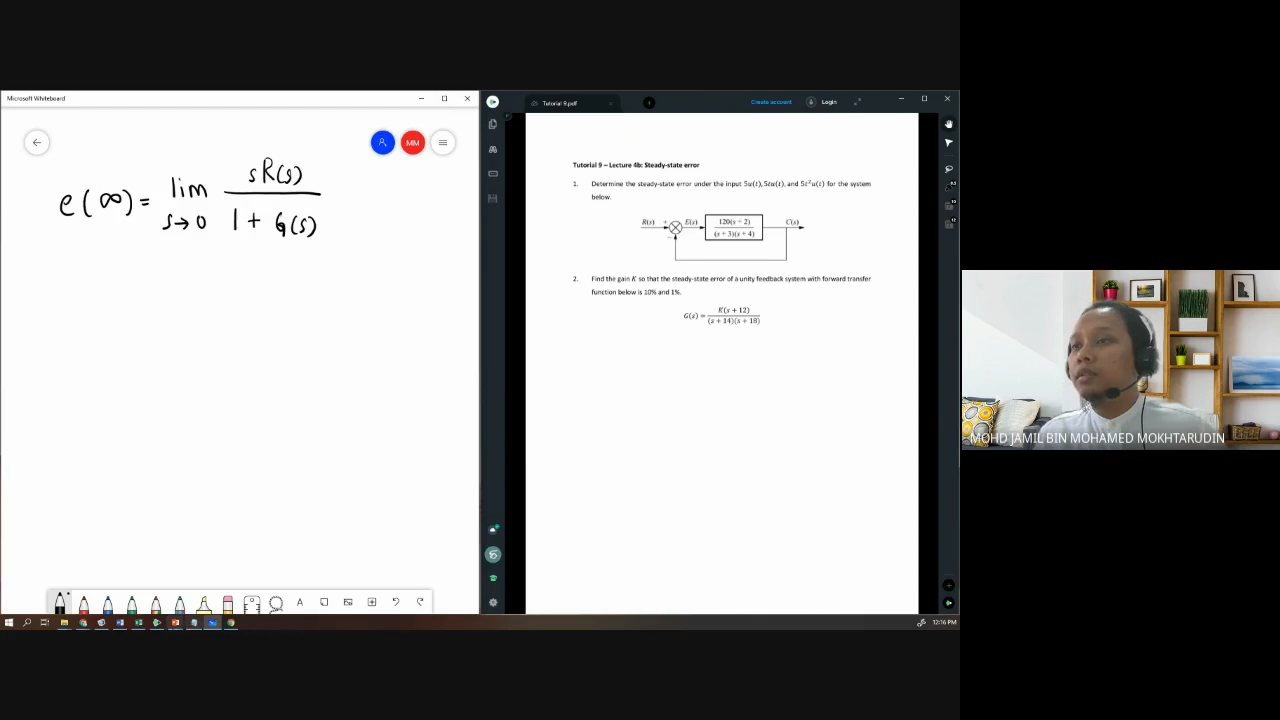 Microsoft Whiteboard
MM
e(∞) = lim s→0 sR(s) / 1 + G(s)
Tutorial 9.pdf
Create account
Login
Tutorial 9 – Lecture 4b: Steady-state error
1. Determine the steady-state error under the input 5u(t), 5tu(t), and 5t²u(t) for the system
below.
R(s) + E(s) 120(s + 2) C(s)
− (s + 3)(s + 4)
2. Find the gain K so that the steady-state error of a unity feedback system with forward transfer
function below is 10% and 1%.
G(s) = K(s + 12) / (s + 14)(s + 18)
MOHD JAMIL BIN MOHAMED MOKHTARUDIN
A
12:16 PM